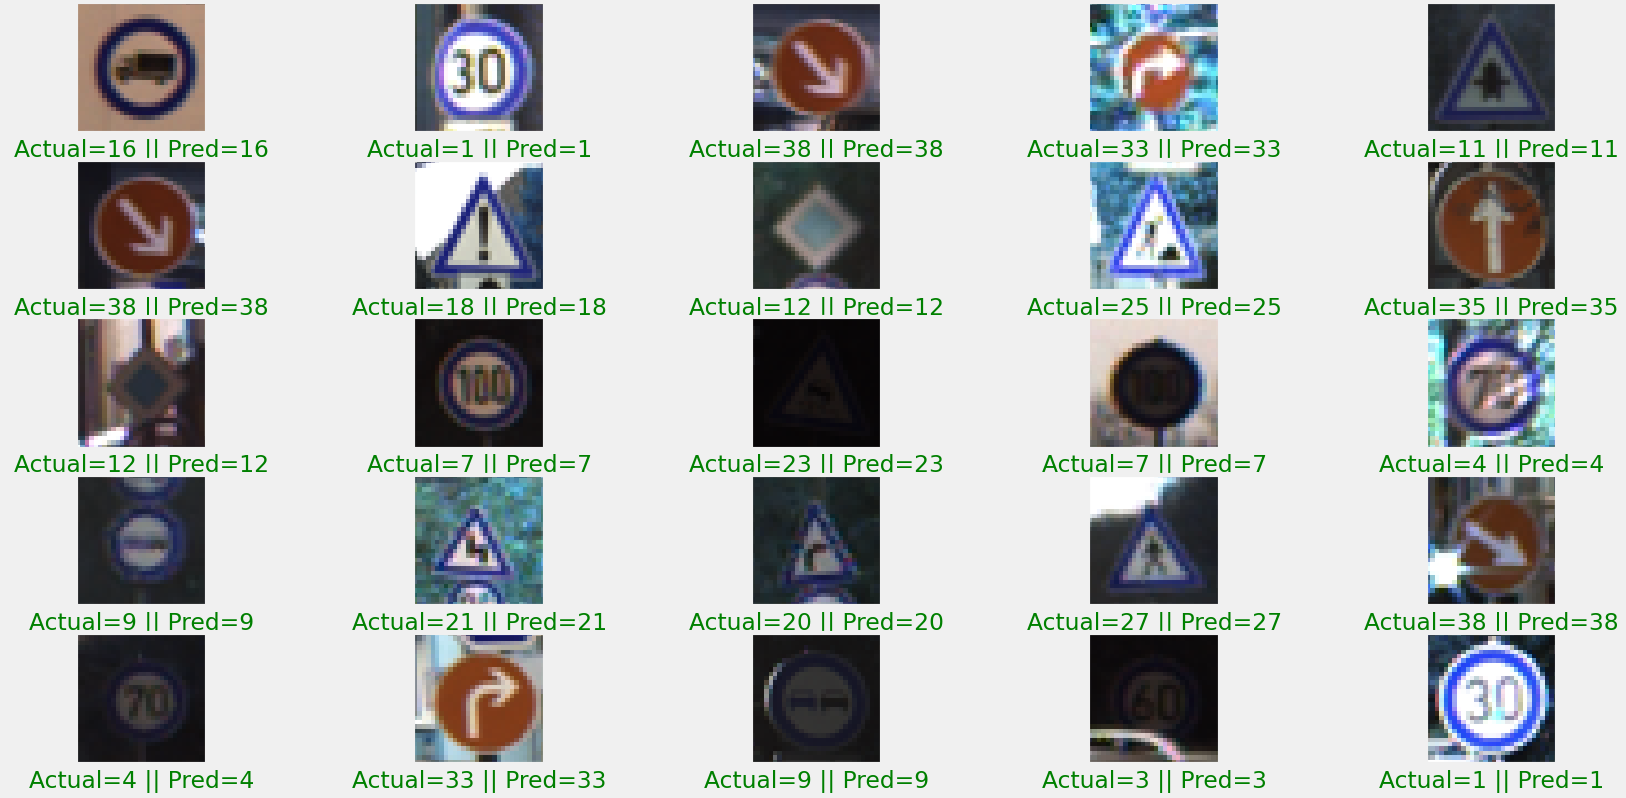 30
Actual=16 || Pred=16
Actual=1 || Pred=1
Actual=38 || Pred=38
Actual=33 || Pred=33
Actual=11 || Pred=11
Actual=38 || Pred=38
Actual=18 || Pred=18
Actual=12 || Pred=12
Actual=25 || Pred=25
Actual=35 || Pred=35
100
100
70
Actual=12 || Pred=12
Actual=7 || Pred=7
Actual=23 || Pred=23
Actual=7 || Pred=7
Actual=4 || Pred=4
Actual=9 || Pred=9
Actual=21 || Pred=21
Actual=20 || Pred=20
Actual=27 || Pred=27
Actual=38 || Pred=38
70
60
30
Actual=4 || Pred=4
Actual=33 || Pred=33
Actual=9 || Pred=9
Actual=3 || Pred=3
Actual=1 || Pred=1